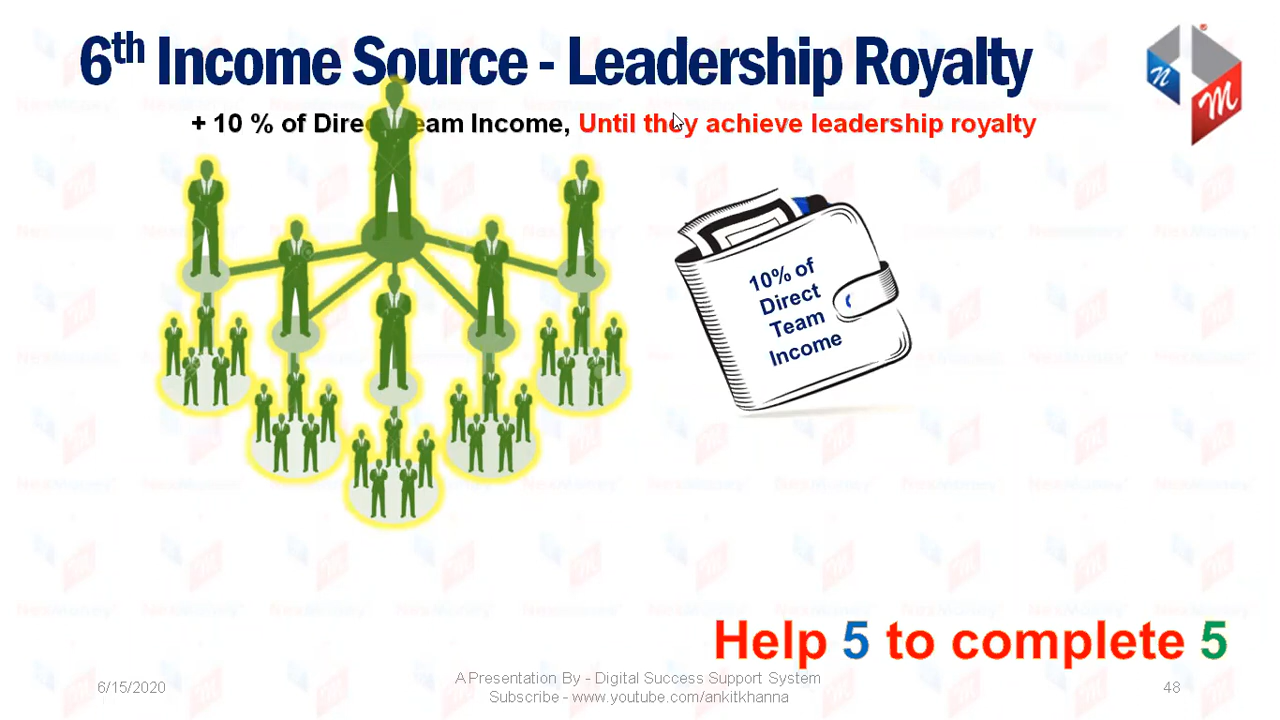 6th Income Source - Leadership Royalty
+ 10 % of Direct Team Income, Until they achieve leadership royalty
n
m
10% of
Direct
Team
Income
Help 5 to complete 5
6/15/2020
A Presentation By - Digital Success Support System
Subscribe - www.youtube.com/ankitkhanna
48